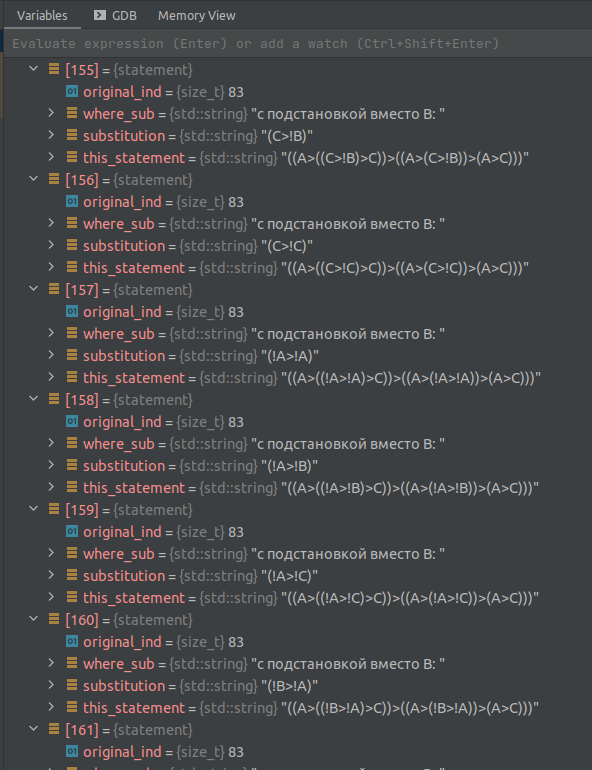 Variables GDB Memory View
Evaluate expression (Enter) or add a watch (Ctrl+Shift+Enter)
[155] = {statement}
01 original_ind = {size_t} 83
where_sub = {std::string} "с подстановкой вместо B: "
substitution = {std::string} "(C>!B)"
this_statement = {std::string} "((A>((C>!B)>C))>((A>(C>!B))>(A>C)))"
[156] = {statement}
01 original_ind = {size_t} 83
where_sub = {std::string} "с подстановкой вместо B: "
substitution = {std::string} "(C>!C)"
this_statement = {std::string} "((A>((C>!C)>C))>((A>(C>!C))>(A>C)))"
[157] = {statement}
01 original_ind = {size_t} 83
where_sub = {std::string} "с подстановкой вместо B: "
substitution = {std::string} "(!A>!A)"
this_statement = {std::string} "((A>((!A>!A)>C))>((A>(!A>!A))>(A>C)))"
[158] = {statement}
01 original_ind = {size_t} 83
where_sub = {std::string} "с подстановкой вместо B: "
substitution = {std::string} "(!A>!B)"
this_statement = {std::string} "((A>((!A>!B)>C))>((A>(!A>!B))>(A>C)))"
[159] = {statement}
01 original_ind = {size_t} 83
where_sub = {std::string} "с подстановкой вместо B: "
substitution = {std::string} "(!A>!C)"
this_statement = {std::string} "((A>((!A>!C)>C))>((A>(!A>!C))>(A>C)))"
[160] = {statement}
01 original_ind = {size_t} 83
where_sub = {std::string} "с подстановкой вместо B: "
substitution = {std::string} "(!B>!A)"
this_statement = {std::string} "((A>((!B>!A)>C))>((A>(!B>!A))>(A>C)))"
[161] = {statement}
01 original_ind = {size_t} 83